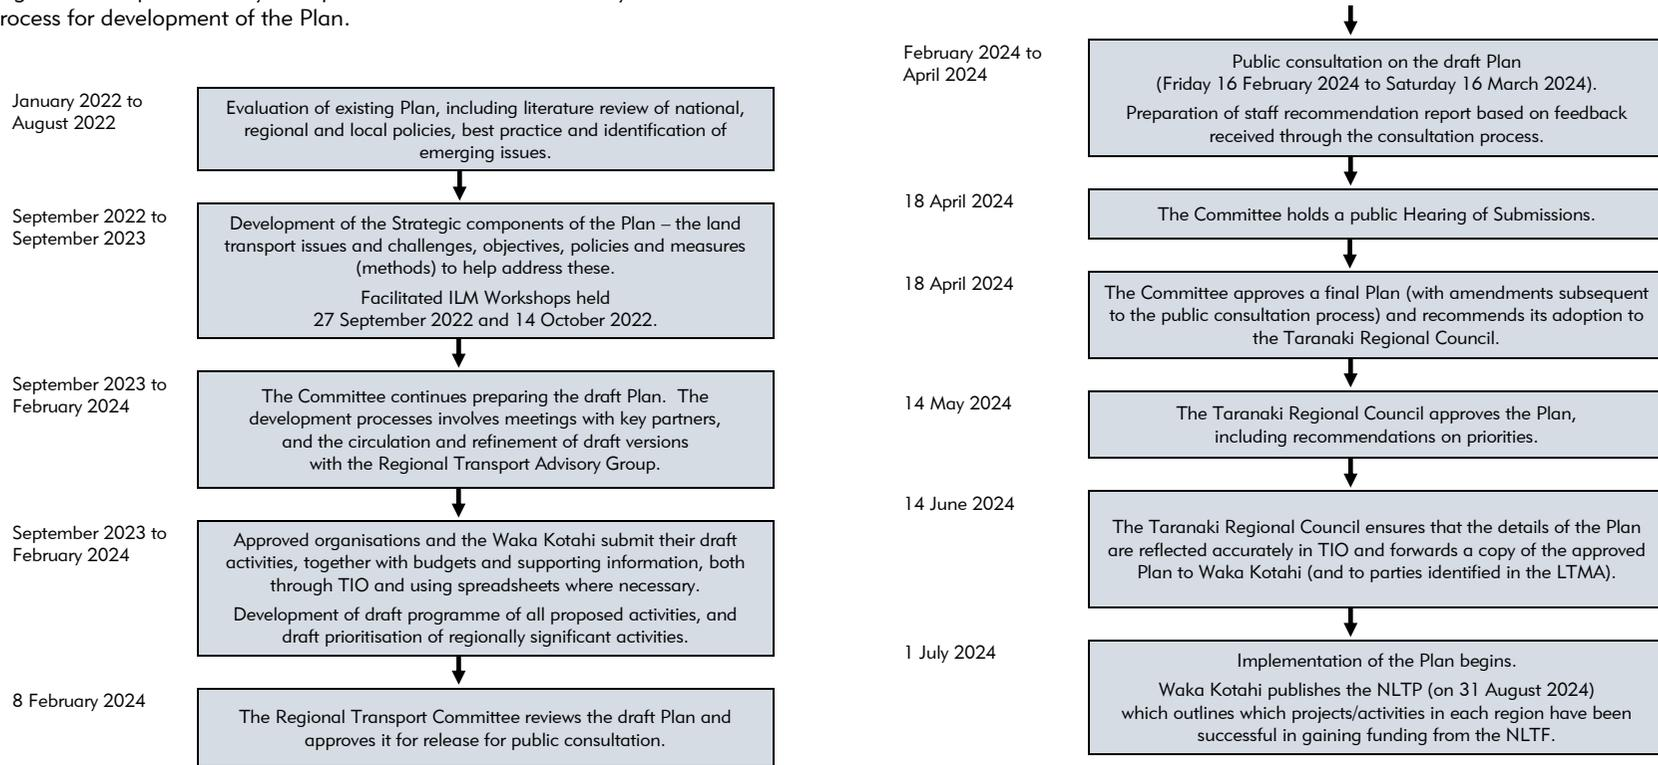 rocess for development of the Plan.
January 2022 to
August 2022
Evaluation of existing Plan, including literature review of national,
regional and local policies, best practice and identification of
emerging issues.
September 2022 to
September 2023
Development of the Strategic components of the Plan – the land
transport issues and challenges, objectives, policies and measures
(methods) to help address these.
Facilitated ILM Workshops held
27 September 2022 and 14 October 2022.
September 2023 to
February 2024
The Committee continues preparing the draft Plan.  The
development processes involves meetings with key partners,
and the circulation and refinement of draft versions
with the Regional Transport Advisory Group.
September 2023 to
February 2024
Approved organisations and the Waka Kotahi submit their draft
activities, together with budgets and supporting information, both
through TIO and using spreadsheets where necessary.
Development of draft programme of all proposed activities, and
draft prioritisation of regionally significant activities.
8 February 2024
The Regional Transport Committee reviews the draft Plan and
approves it for release for public consultation.
February 2024 to
April 2024
Public consultation on the draft Plan
(Friday 16 February 2024 to Saturday 16 March 2024).
Preparation of staff recommendation report based on feedback
received through the consultation process.
18 April 2024
The Committee holds a public Hearing of Submissions.
18 April 2024
The Committee approves a final Plan (with amendments subsequent
to the public consultation process) and recommends its adoption to
the Taranaki Regional Council.
14 May 2024
The Taranaki Regional Council approves the Plan,
including recommendations on priorities.
14 June 2024
The Taranaki Regional Council ensures that the details of the Plan
are reflected accurately in TIO and forwards a copy of the approved
Plan to Waka Kotahi (and to parties identified in the LTMA).
1 July 2024
Implementation of the Plan begins.
Waka Kotahi publishes the NLTP (on 31 August 2024)
which outlines which projects/activities in each region have been
successful in gaining funding from the NLTF.